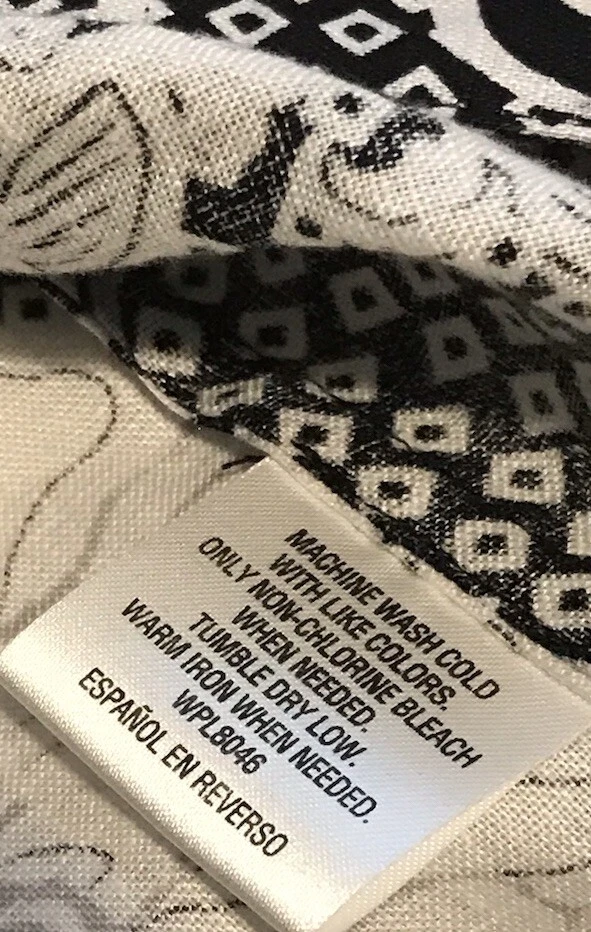 MACHINE WASH COLD
WITH LIKE COLORS.
ONLY NON-CHLORINE BLEACH
WHEN NEEDED.
TUMBLE DRY LOW.
WARM IRON WHEN NEEDED.
WPL8046
ESPAÑOL EN REVERSO